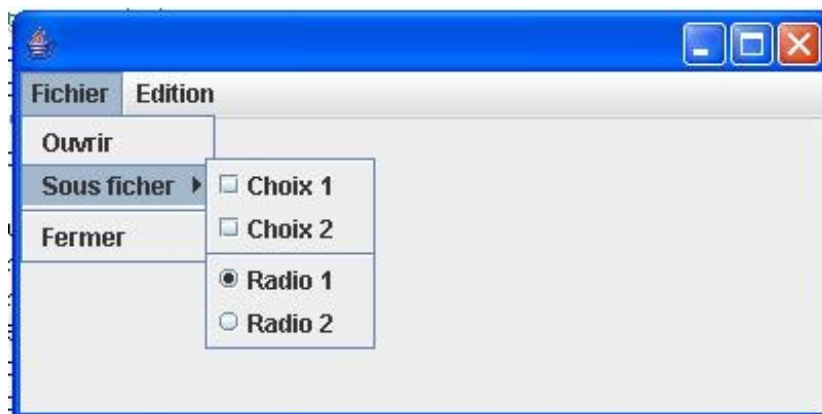 Fichier Edition
Ouvrir
Sous ficher
Fermer
Choix 1
Choix 2
Radio 1
Radio 2